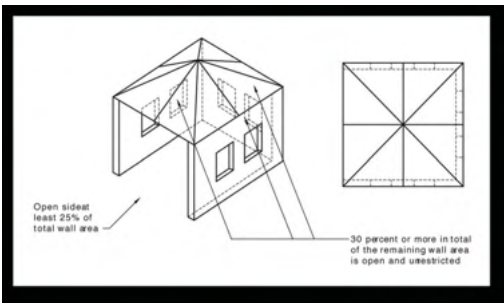 Open sideat
least 25% of
total wall area
30 percent or more in total
of the remaining wall area
is open and unrestricted